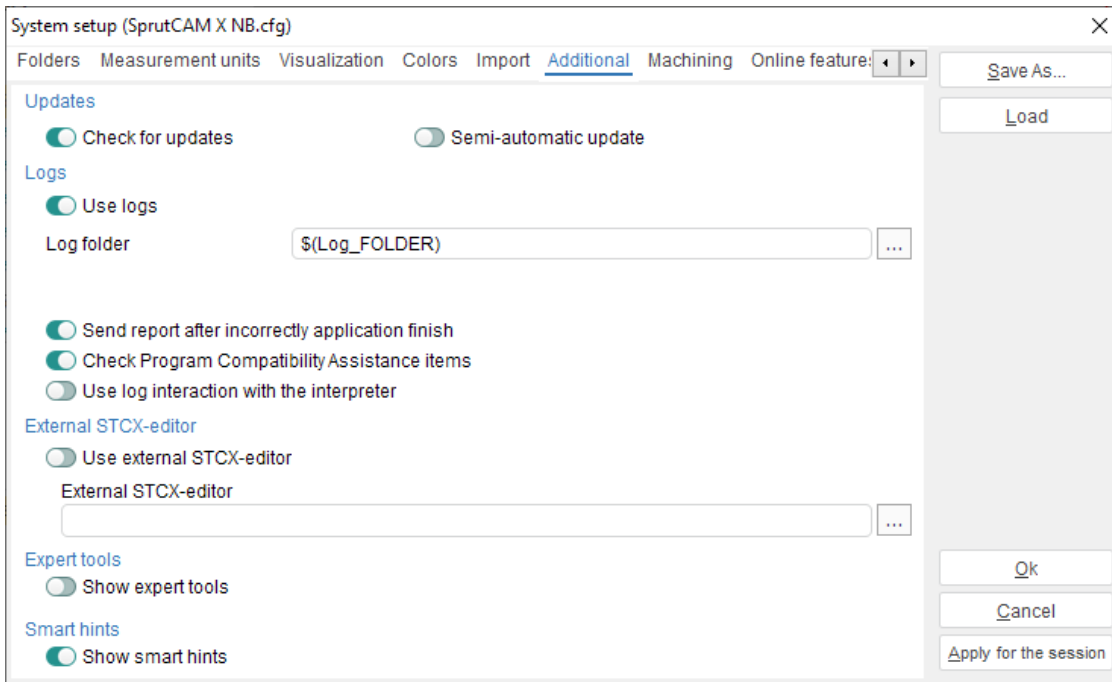 System setup (SprutCAM X NB.cfg)
Folders Measurement units Visualization Colors Import Additional Machining Online feature
Save As...
Load
Updates
Check for updates Semi-automatic update
Logs
Use logs
Log folder $(Log_FOLDER) ...
Send report after incorrectly application finish
Check Program Compatibility Assistance items
Use log interaction with the interpreter
External STCX-editor
Use external STCX-editor
External STCX-editor
...
Expert tools
Show expert tools
Smart hints
Show smart hints
Ok
Cancel
Apply for the session